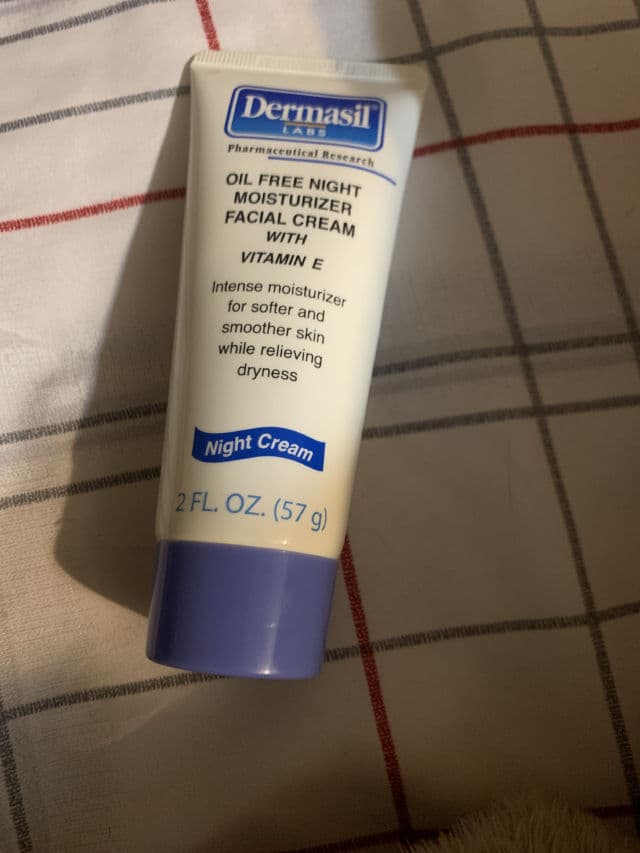 Dermasil®
LABS
Pharmaceutical Research
OIL FREE NIGHT
MOISTURIZER
FACIAL CREAM
WITH
VITAMIN E
Intense moisturizer
for softer and
smoother skin
while relieving
dryness
Night Cream
2 FL. OZ. (57 g)